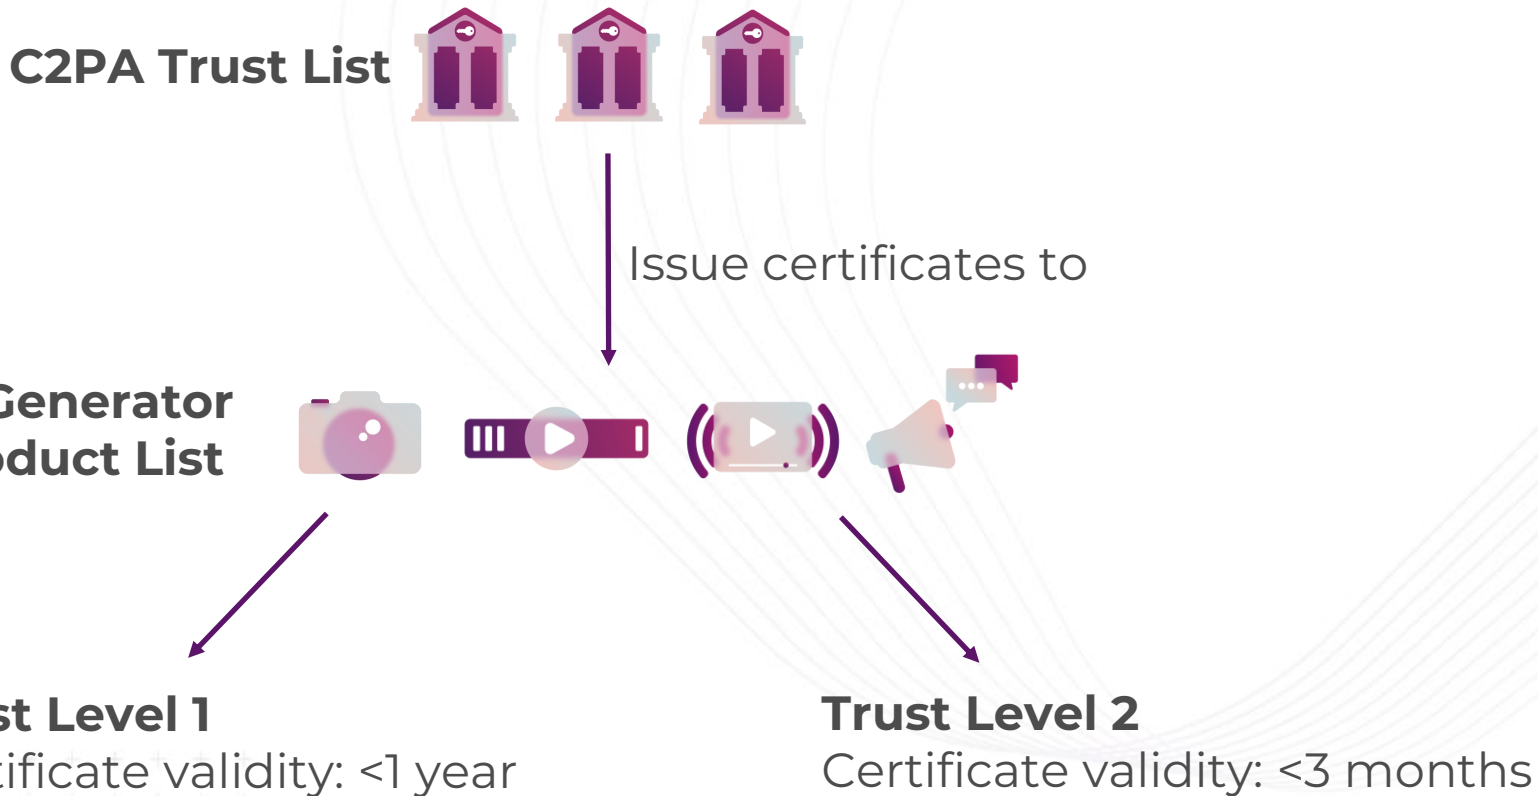 C2PA Trust List
Issue certificates to
Generator
oduct List
st Level 1
tificate validity: <1 year
Trust Level 2
Certificate validity: <3 months